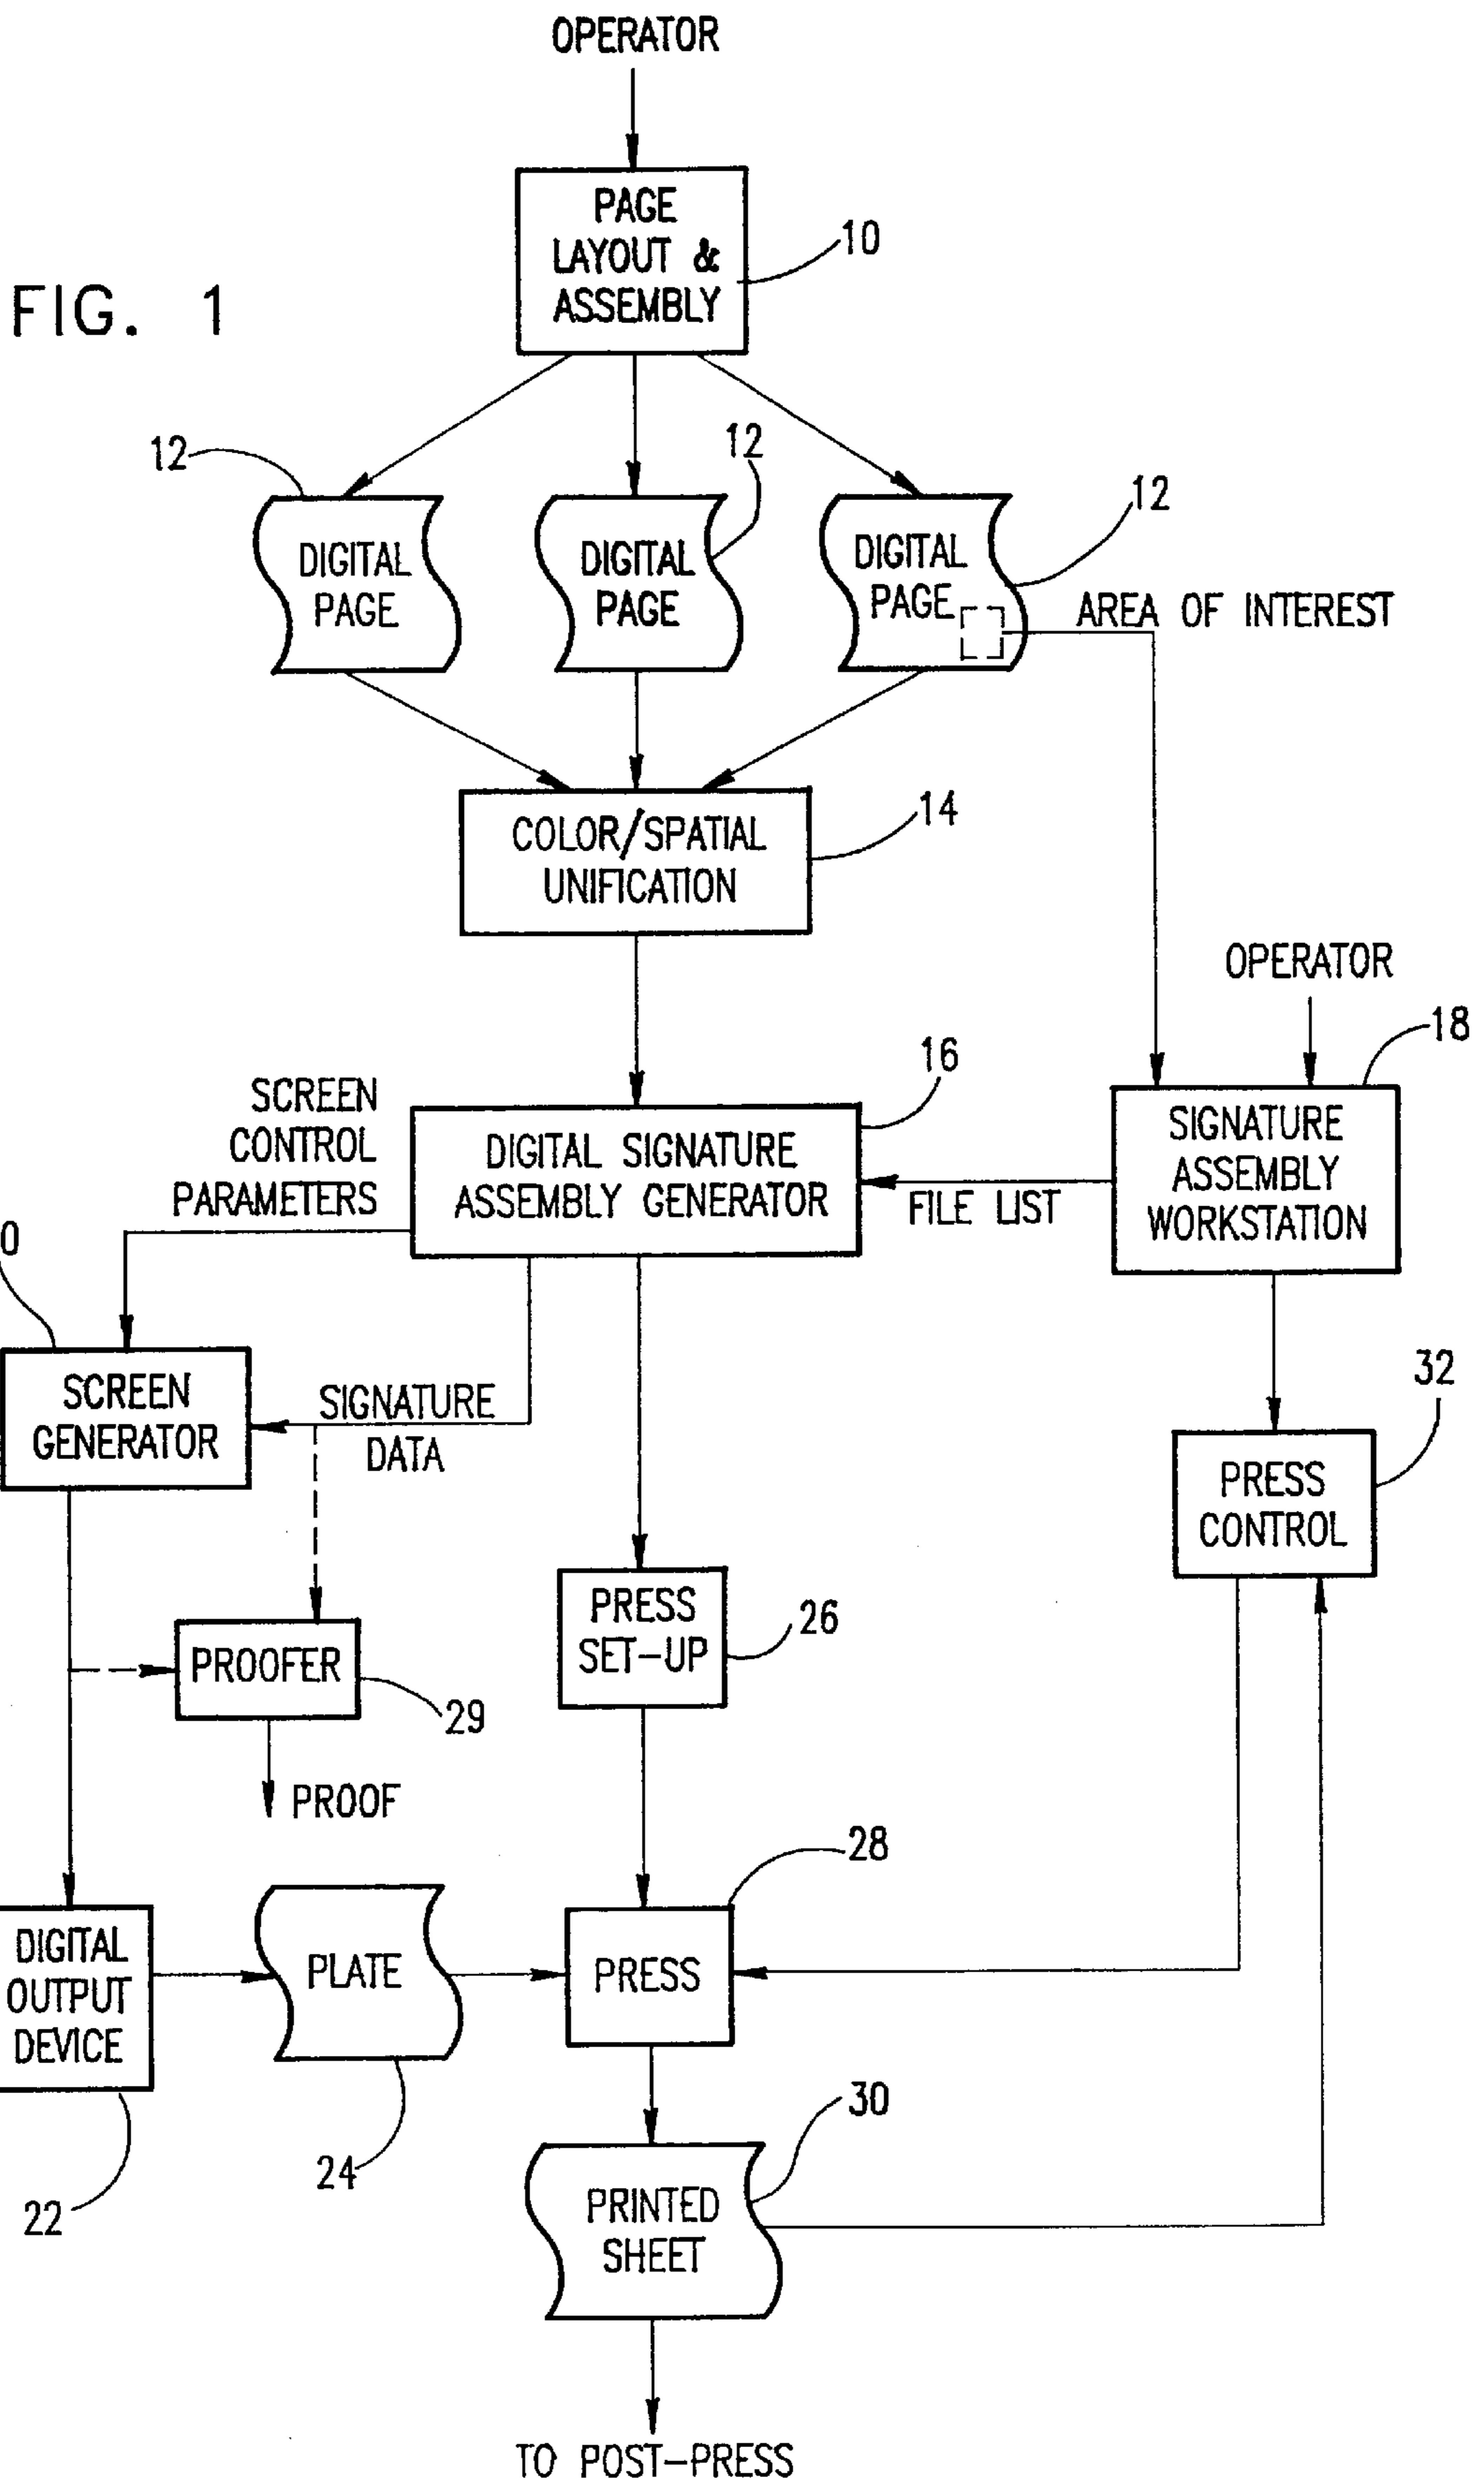 OPERATOR
PAGE
LAYOUT &
ASSEMBLY
10
FIG. 1
12
12
12
DIGITAL
PAGE
DIGITAL
PAGE
DIGITAL
PAGE
AREA OF INTEREST
COLOR/SPATIAL
UNIFICATION
14
OPERATOR
18
16
SCREEN
CONTROL
PARAMETERS
DIGITAL SIGNATURE
ASSEMBLY GENERATOR
FILE LIST
SIGNATURE
ASSEMBLY
WORKSTATION
0
SCREEN
GENERATOR
SIGNATURE
DATA
32
PRESS
CONTROL
PRESS
SET-UP
26
PROOFER
29
PROOF
28
DIGITAL
OUTPUT
DEVICE
PLATE
PRESS
22
24
30
PRINTED
SHEET
TO POST-PRESS